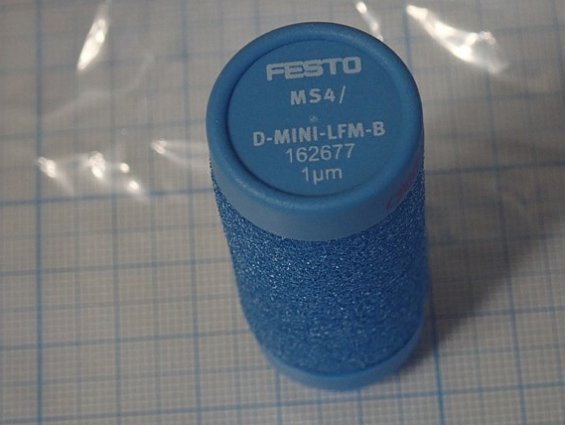 FESTO
MS4/
D-MINI-LFM-B
162677
1µm